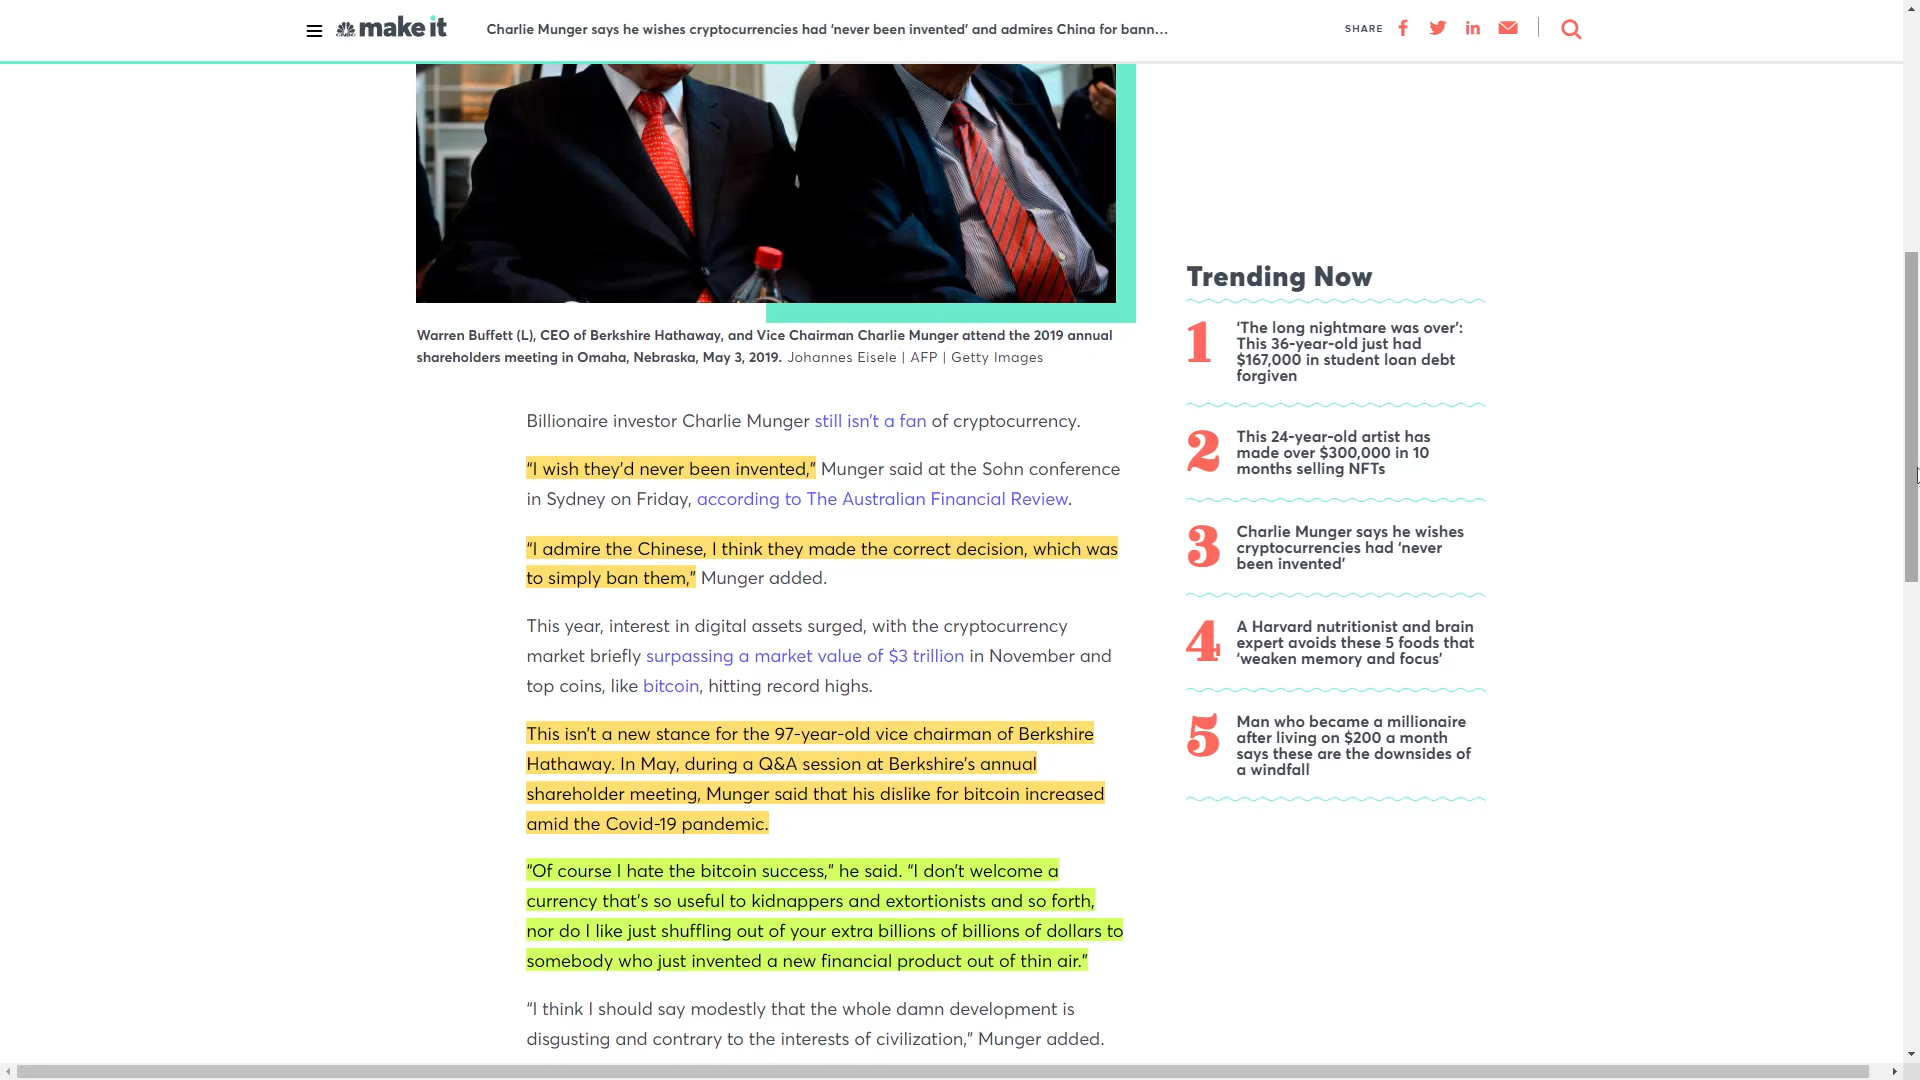 make it
Charlie Munger says he wishes cryptocurrencies had ‘never been invented’ and admires China for bann...
SHARE
Warren Buffett (L), CEO of Berkshire Hathaway, and Vice Chairman Charlie Munger attend the 2019 annual
shareholders meeting in Omaha, Nebraska, May 3, 2019. Johannes Eisele | AFP | Getty Images
Billionaire investor Charlie Munger still isn’t a fan of cryptocurrency.
“I wish they’d never been invented,” Munger said at the Sohn conference
in Sydney on Friday, according to The Australian Financial Review.
“I admire the Chinese, I think they made the correct decision, which was
to simply ban them,” Munger added.
This year, interest in digital assets surged, with the cryptocurrency
market briefly surpassing a market value of $3 trillion in November and
top coins, like bitcoin, hitting record highs.
This isn’t a new stance for the 97-year-old vice chairman of Berkshire
Hathaway. In May, during a Q&A session at Berkshire’s annual
shareholder meeting, Munger said that his dislike for bitcoin increased
amid the Covid-19 pandemic.
“Of course I hate the bitcoin success,” he said. “I don’t welcome a
currency that’s so useful to kidnappers and extortionists and so forth,
nor do I like just shuffling out of your extra billions of billions of dollars to
somebody who just invented a new financial product out of thin air.”
“I think I should say modestly that the whole damn development is
disgusting and contrary to the interests of civilization,” Munger added.
Trending Now
1
‘The long nightmare was over’:
This 36-year-old just had
$167,000 in student loan debt
forgiven
2
This 24-year-old artist has
made over $300,000 in 10
months selling NFTs
3
Charlie Munger says he wishes
cryptocurrencies had ‘never
been invented’
4
A Harvard nutritionist and brain
expert avoids these 5 foods that
‘weaken memory and focus’
5
Man who became a millionaire
after living on $200 a month
says these are the downsides of
a windfall